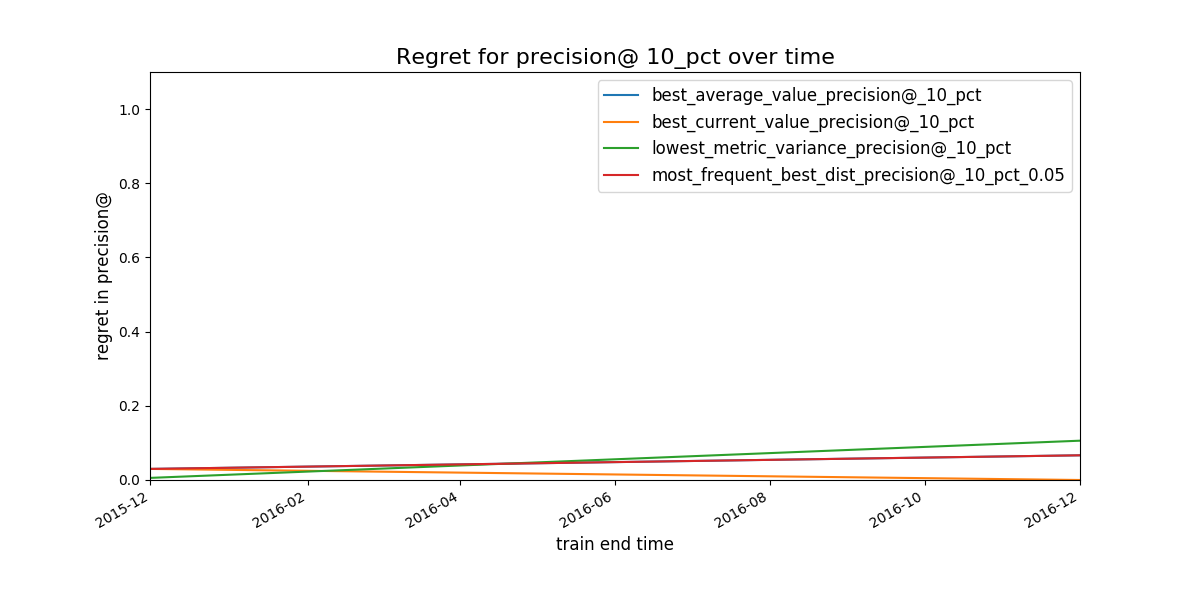 Regret for precision@ 10_pct over time
best_average_value_precision@_10_pct
best_current_value_precision@_10_pct
lowest_metric_variance_precision@_10_pct
most_frequent_best_dist_precision@_10_pct_0.05
regret in precision@
1.0
0.8
0.6
0.4
0.2
0.0
2015-12
2016-02
2016-04
2016-06
2016-08
2016-10
2016-12
train end time